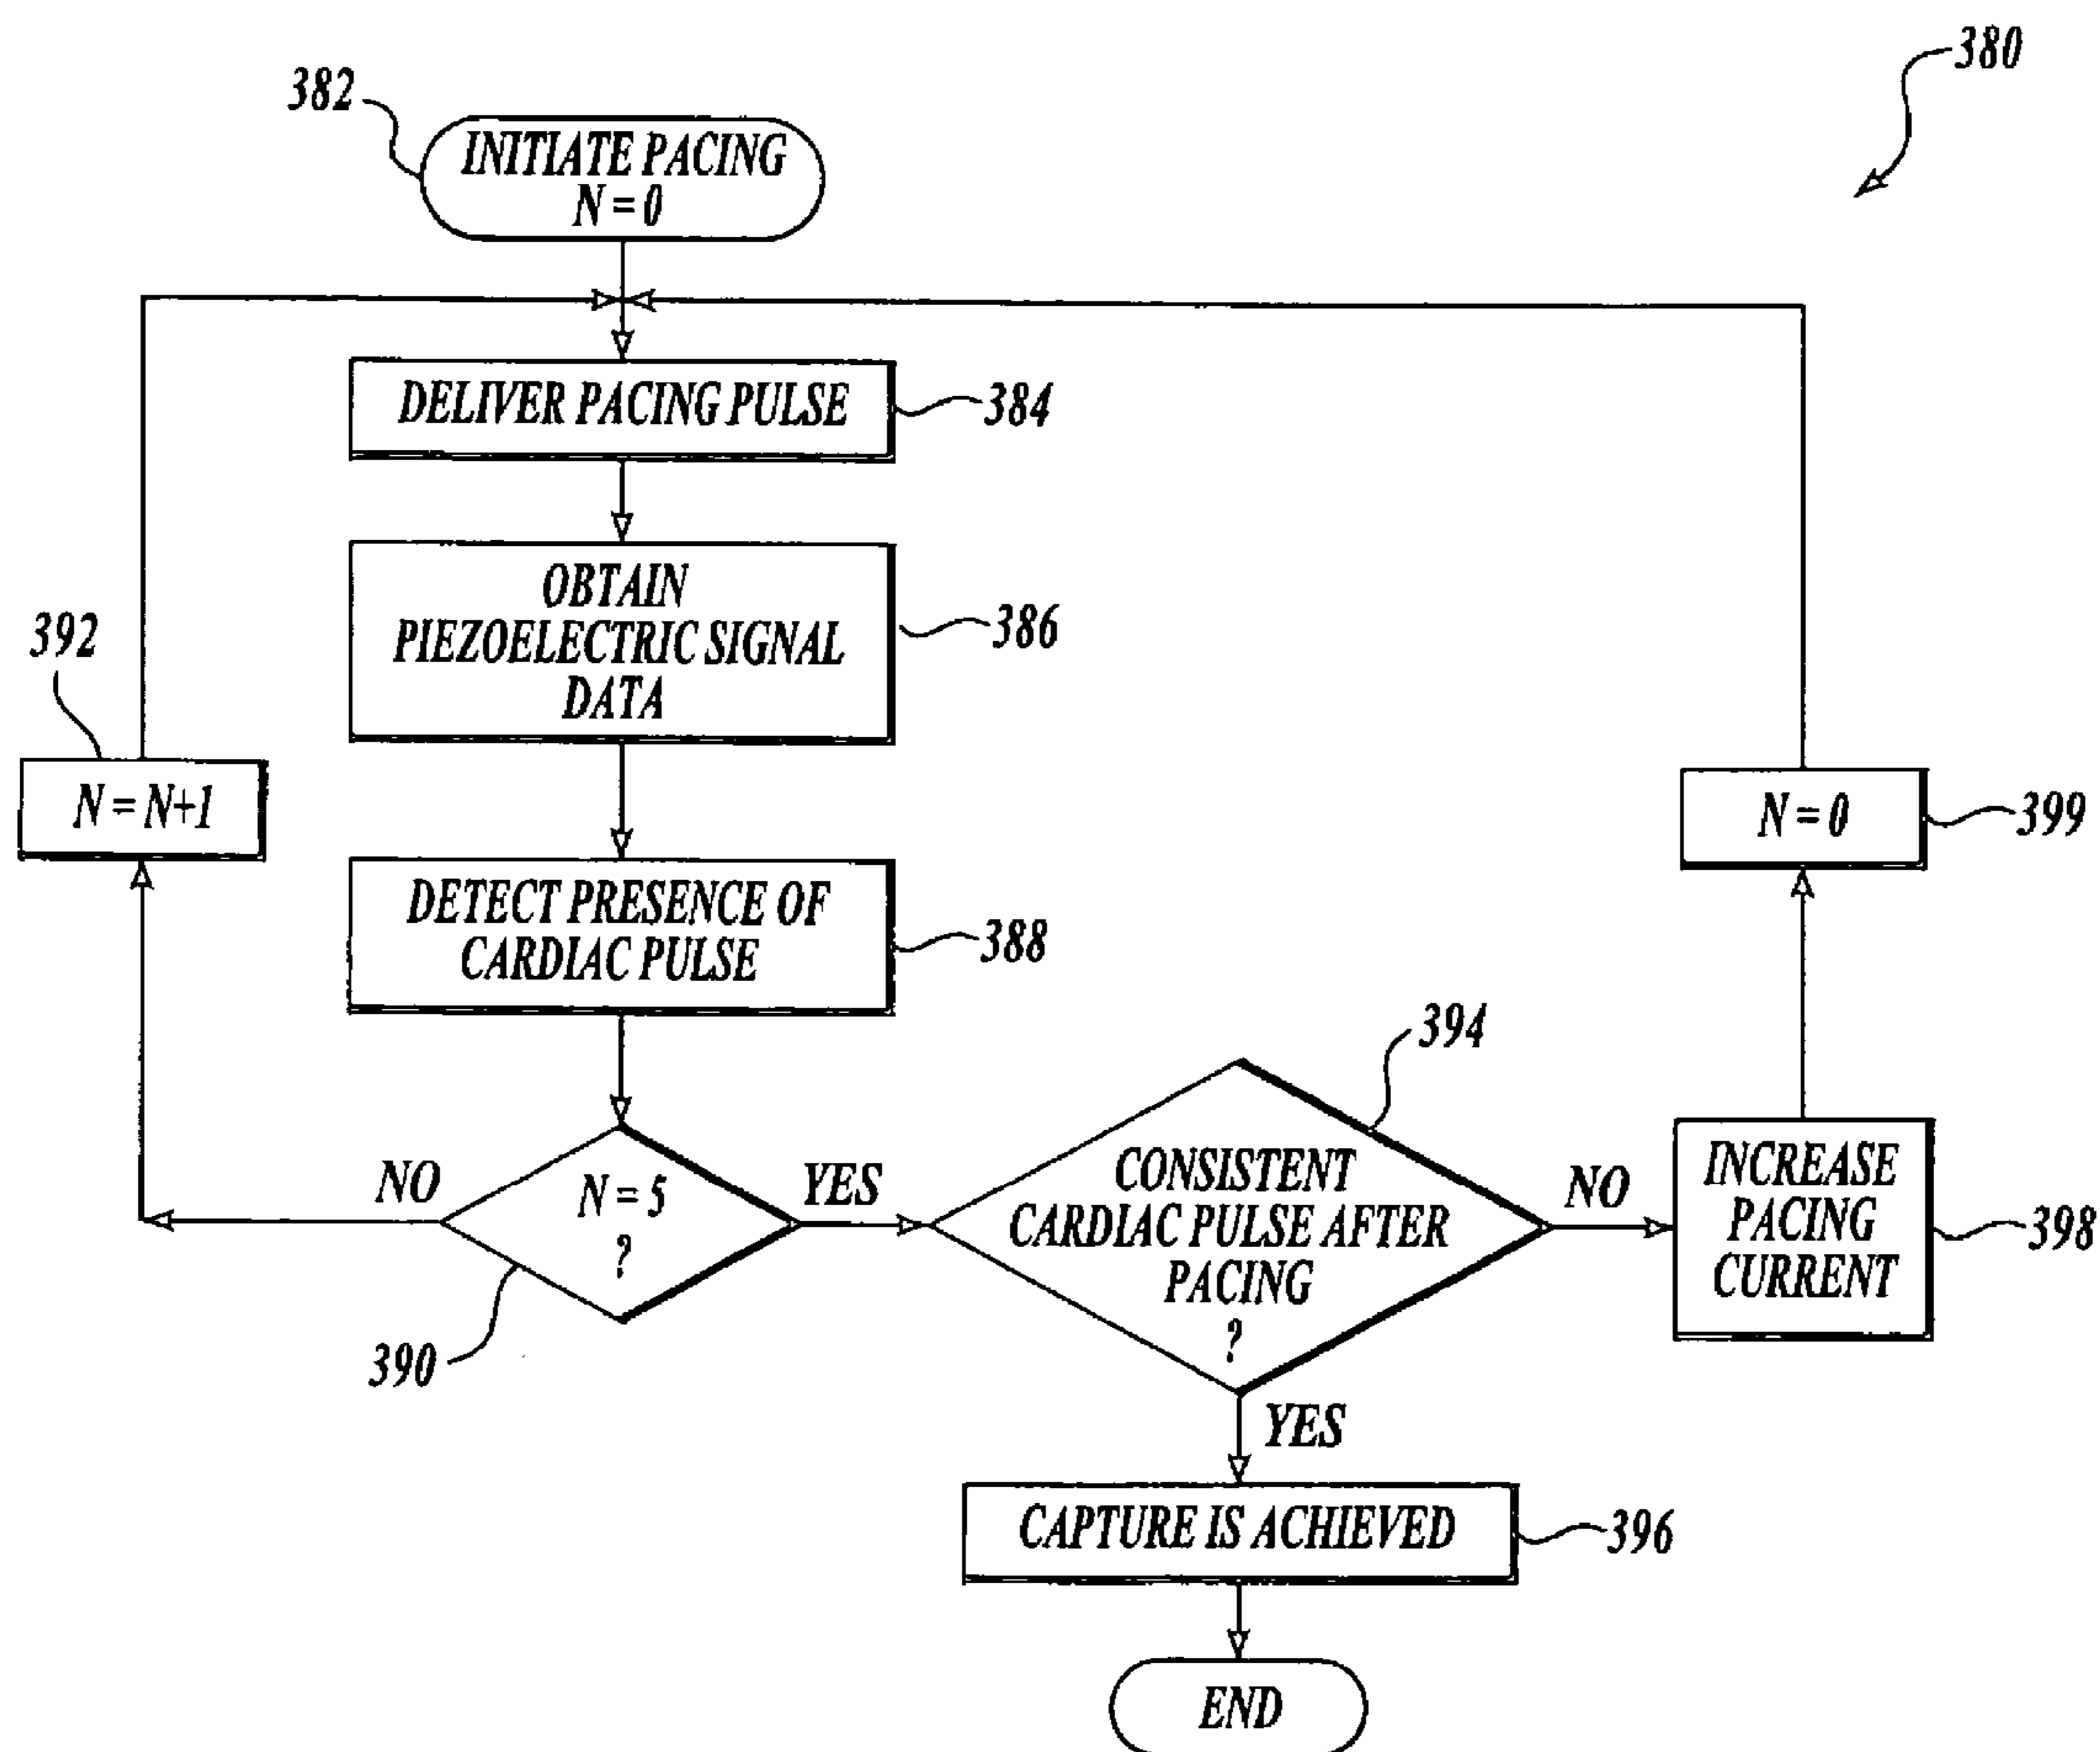 380
382
INITIATE PACING
N = 0
DELIVER PACING PULSE
384
OBTAIN
PIEZOELECTRIC SIGNAL
DATA
386
392
N = N+1
N = 0
399
DETECT PRESENCE OF
CARDIAC PULSE
388
394
NO
N = 5
?
YES
390
CONSISTENT
CARDIAC PULSE AFTER
PACING
?
NO
INCREASE
PACING
CURRENT
398
YES
CAPTURE IS ACHIEVED
396
END